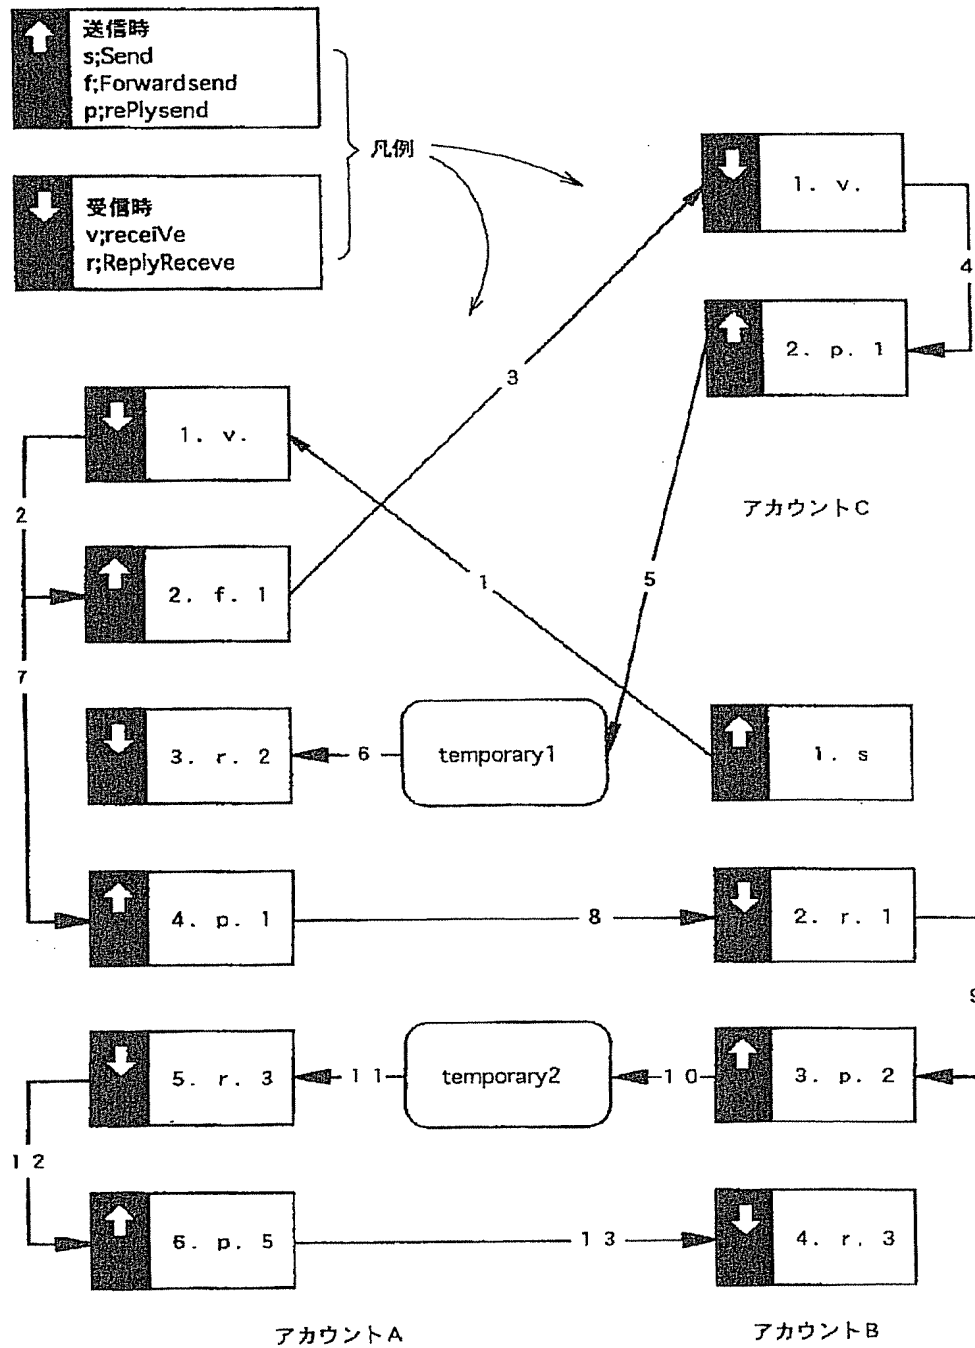 送信時
s;Send
f;Forwardsend
p;rePlysend
凡例
受信時
v;receiVe
r;ReplyReceve
1. v.
4
2. p. 1
3
アカウントC
1. v.
2
2. f. 1
1
5
7
3. r. 2
6
temporary1
1. s
4. p. 1
8
2. r. 1
9
5. r. 3
11
temporary2
10
3. p. 2
12
6. p. 5
13
4. r. 3
アカウントA
アカウントB